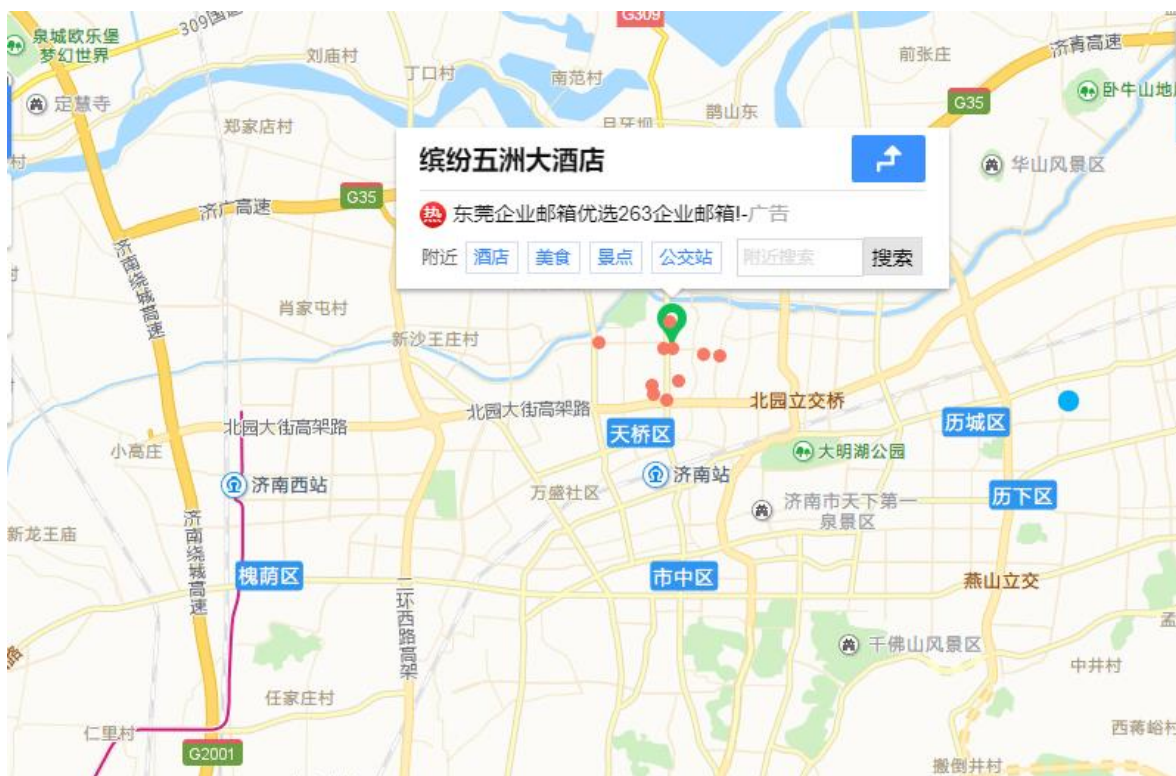 G309
309国道
泉城欧乐堡
梦幻世界
刘庙村
丁口村
南范村
前张庄
济青高速
定慧寺
G35
卧牛山地
郑家店村
鹊山东
华山风景区
缤纷五洲大酒店
热 东莞企业邮箱优选263企业邮箱!-广告
附近 酒店 美食 景点 公交站 附近搜索 搜索
G35
济广高速
村
济南绕城高速
肖家屯村
新沙王庄村
北园大街高架路
北园大街高架路
北园立交桥
天桥区
历城区
小高庄
大明湖公园
济南西站
济南站
万盛社区
济南市天下第一
泉景区
历下区
新龙王庙
济南绕城高速
槐荫区
市中区
燕山立交
二环西路高架
千佛山风景区
孟
中井村
路
任家庄村
仁里村
西蒋峪村
G2001
搬倒井村